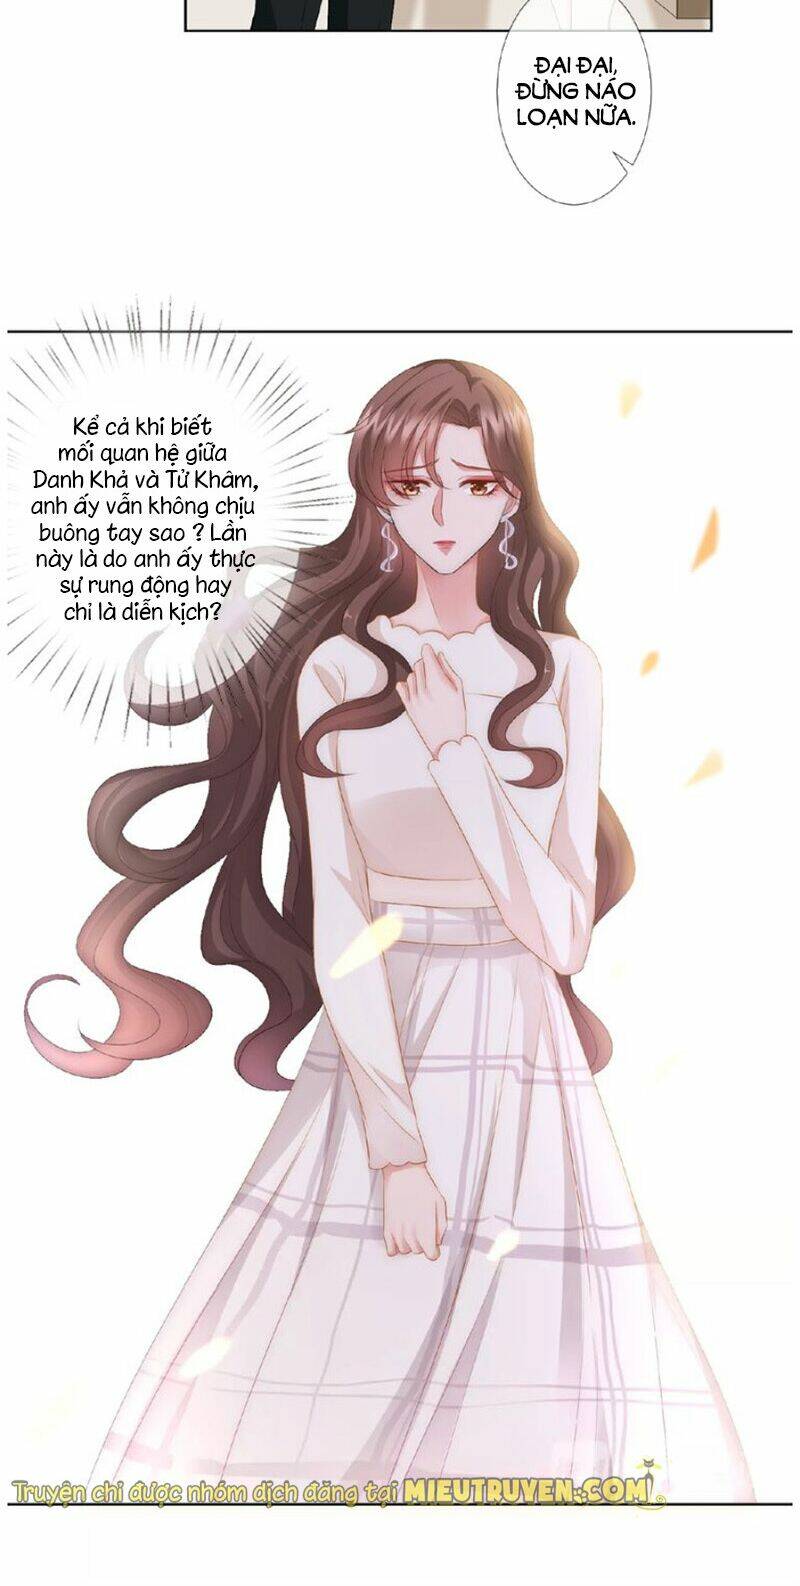 ĐẠI ĐẠI,
ĐỪNG NÁO
LOẠN NỮA.
Kể cả khi biết
mối quan hệ giữa
Danh Khả và Tử Khâm,
anh ấy vẫn không chịu
buông tay sao ? Lần
này là do anh ấy thực
sự rung động hay
chỉ là diễn kịch?
Truyện chỉ được nhóm dịch đăng tại MIEUTRUYEN.COM